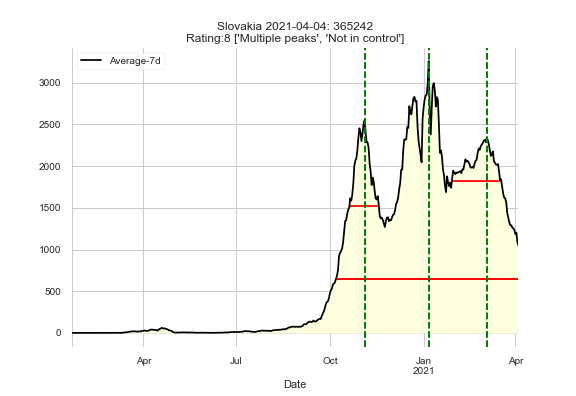 Slovakia 2021-04-04: 365242
Rating:8 ['Multiple peaks', 'Not in control']
Average-7d
3000
2500
2000
1500
1000
500
0
Apr
Jul
Oct
Jan
2021
Apr
Date